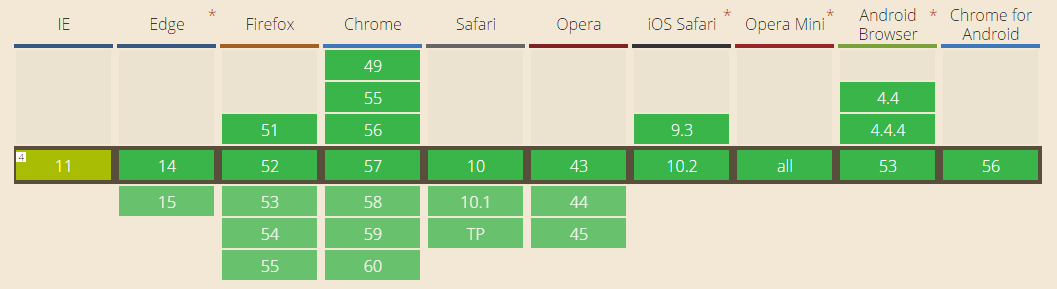 IE Edge * Firefox Chrome Safari Opera iOS Safari * Opera Mini * Android Browser * Chrome for Android
49
55 4.4
51 56 9.3 4.4.4
4 11 14 52 57 10 43 10.2 all 53 56
15 53 58 10.1 44
54 59 TP 45
55 60